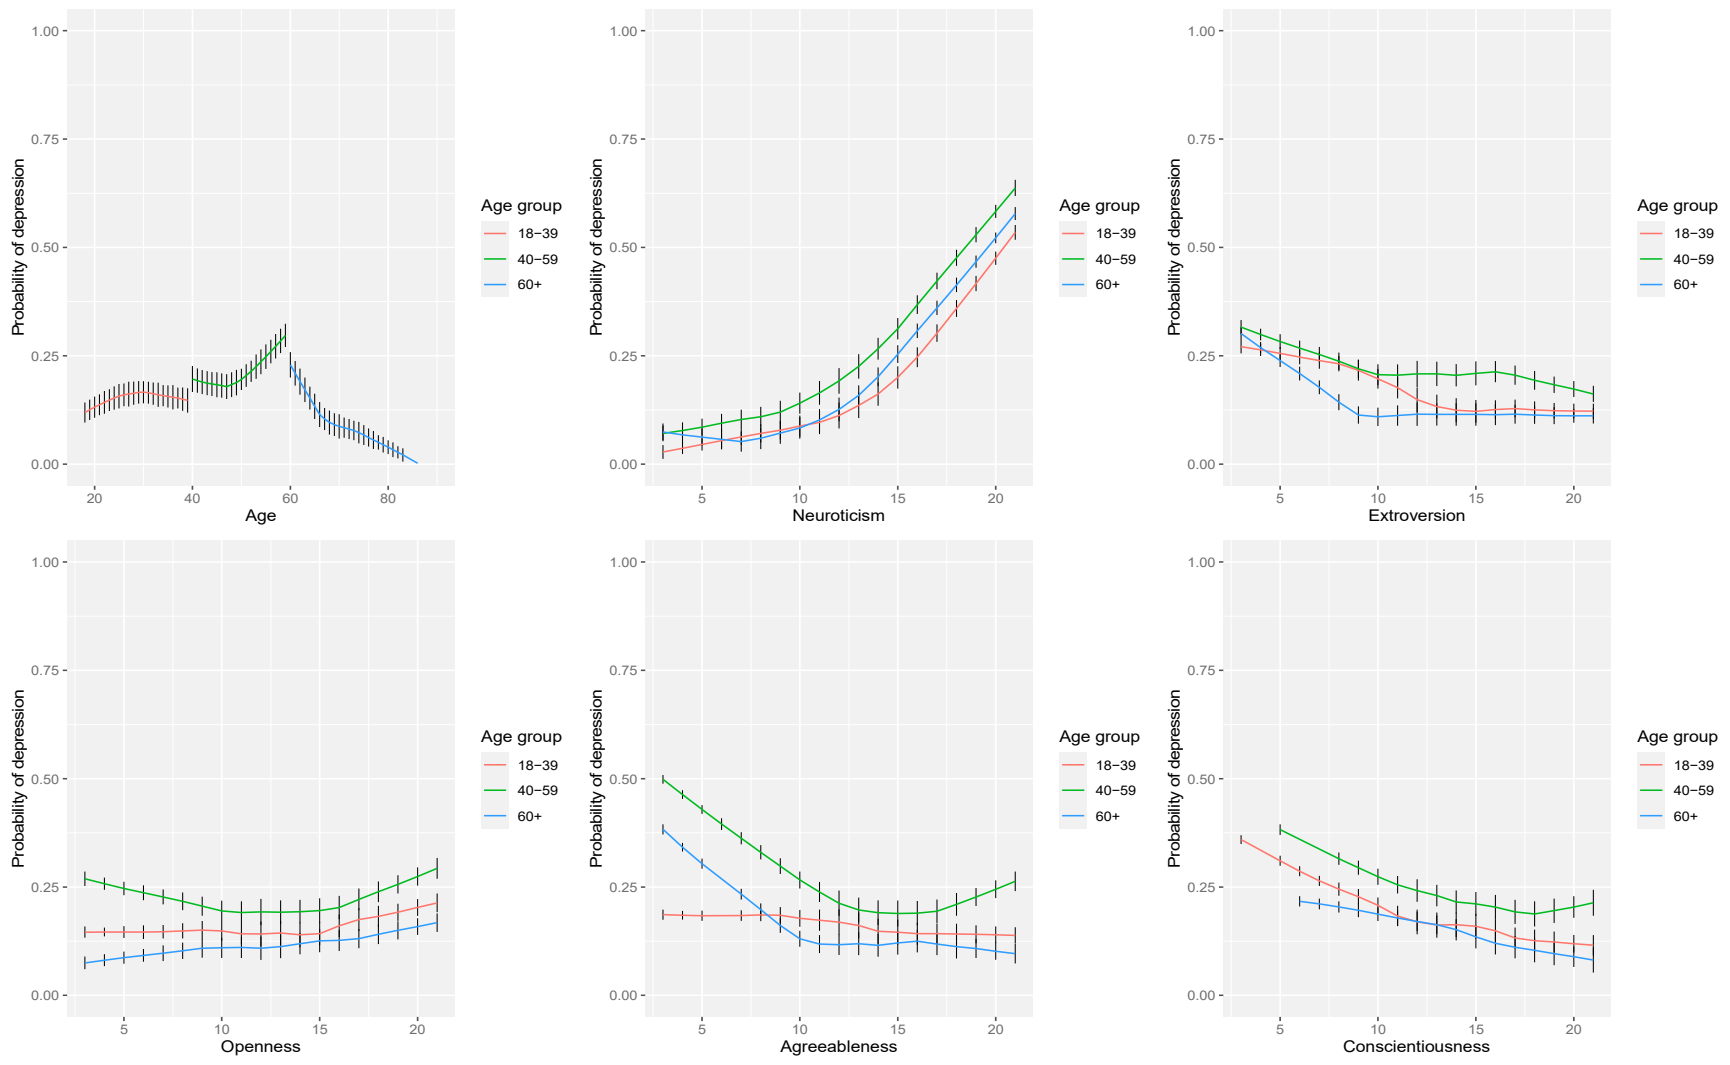 Probability of depression
1.00
0.75
0.50
0.25
0.00
20 40 60 80
Age
Age group
18−39
40−59
60+
Probability of depression
1.00
0.75
0.50
0.25
0.00
5 10 15 20
Neuroticism
Age group
18−39
40−59
60+
Probability of depression
1.00
0.75
0.50
0.25
0.00
5 10 15 20
Extroversion
Age group
18−39
40−59
60+
Probability of depression
1.00
0.75
0.50
0.25
0.00
5 10 15 20
Openness
Age group
18−39
40−59
60+
Probability of depression
1.00
0.75
0.50
0.25
0.00
5 10 15 20
Agreeableness
Age group
18−39
40−59
60+
Probability of depression
1.00
0.75
0.50
0.25
0.00
5 10 15 20
Conscientiousness
Age group
18−39
40−59
60+